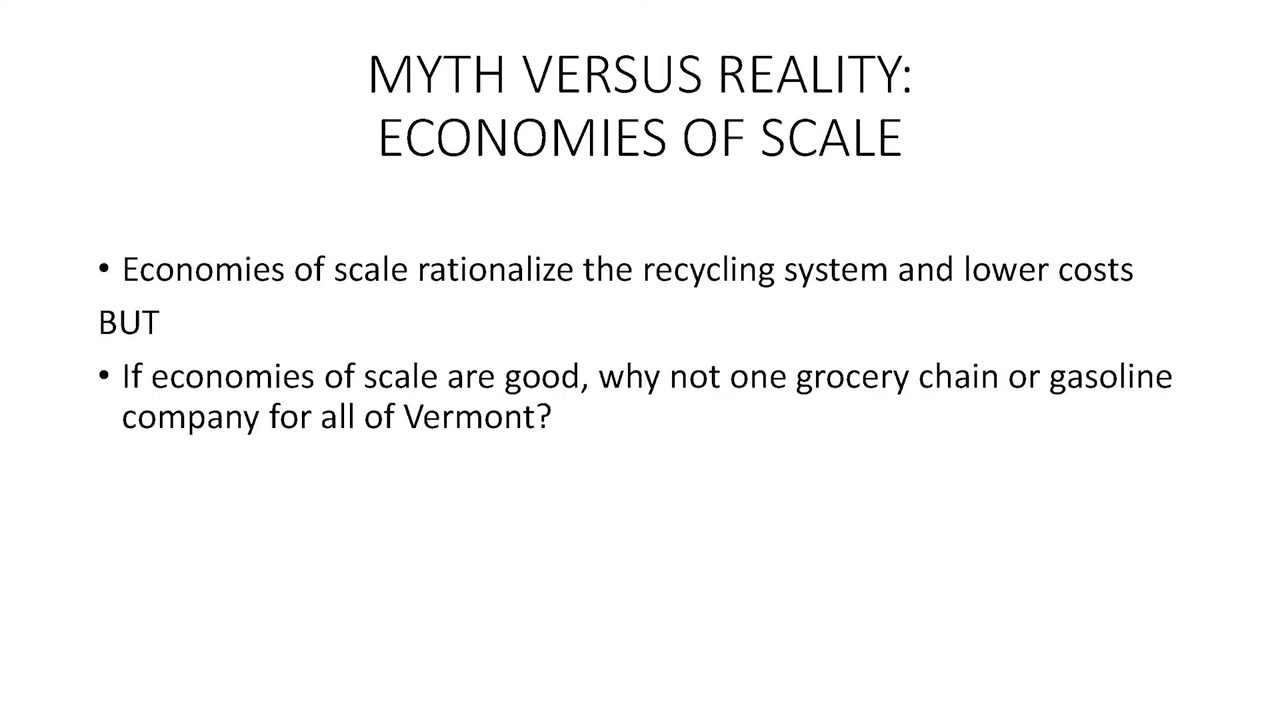 MYTH VERSUS REALITY:
ECONOMIES OF SCALE
• Economies of scale rationalize the recycling system and lower costs
BUT
• If economies of scale are good, why not one grocery chain or gasoline
company for all of Vermont?